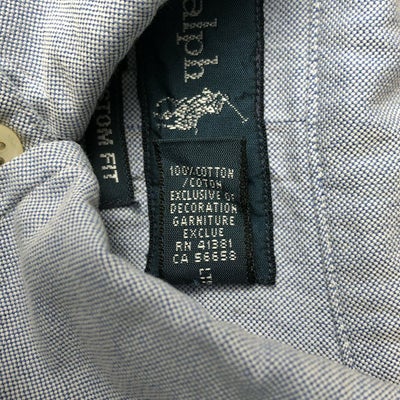 alph
TOM FIT
100% COTTON
/COTON
EXCLUSIVE OF
DECORATION
GARNITURE
EXCLUE
RN 41381
CA 56658